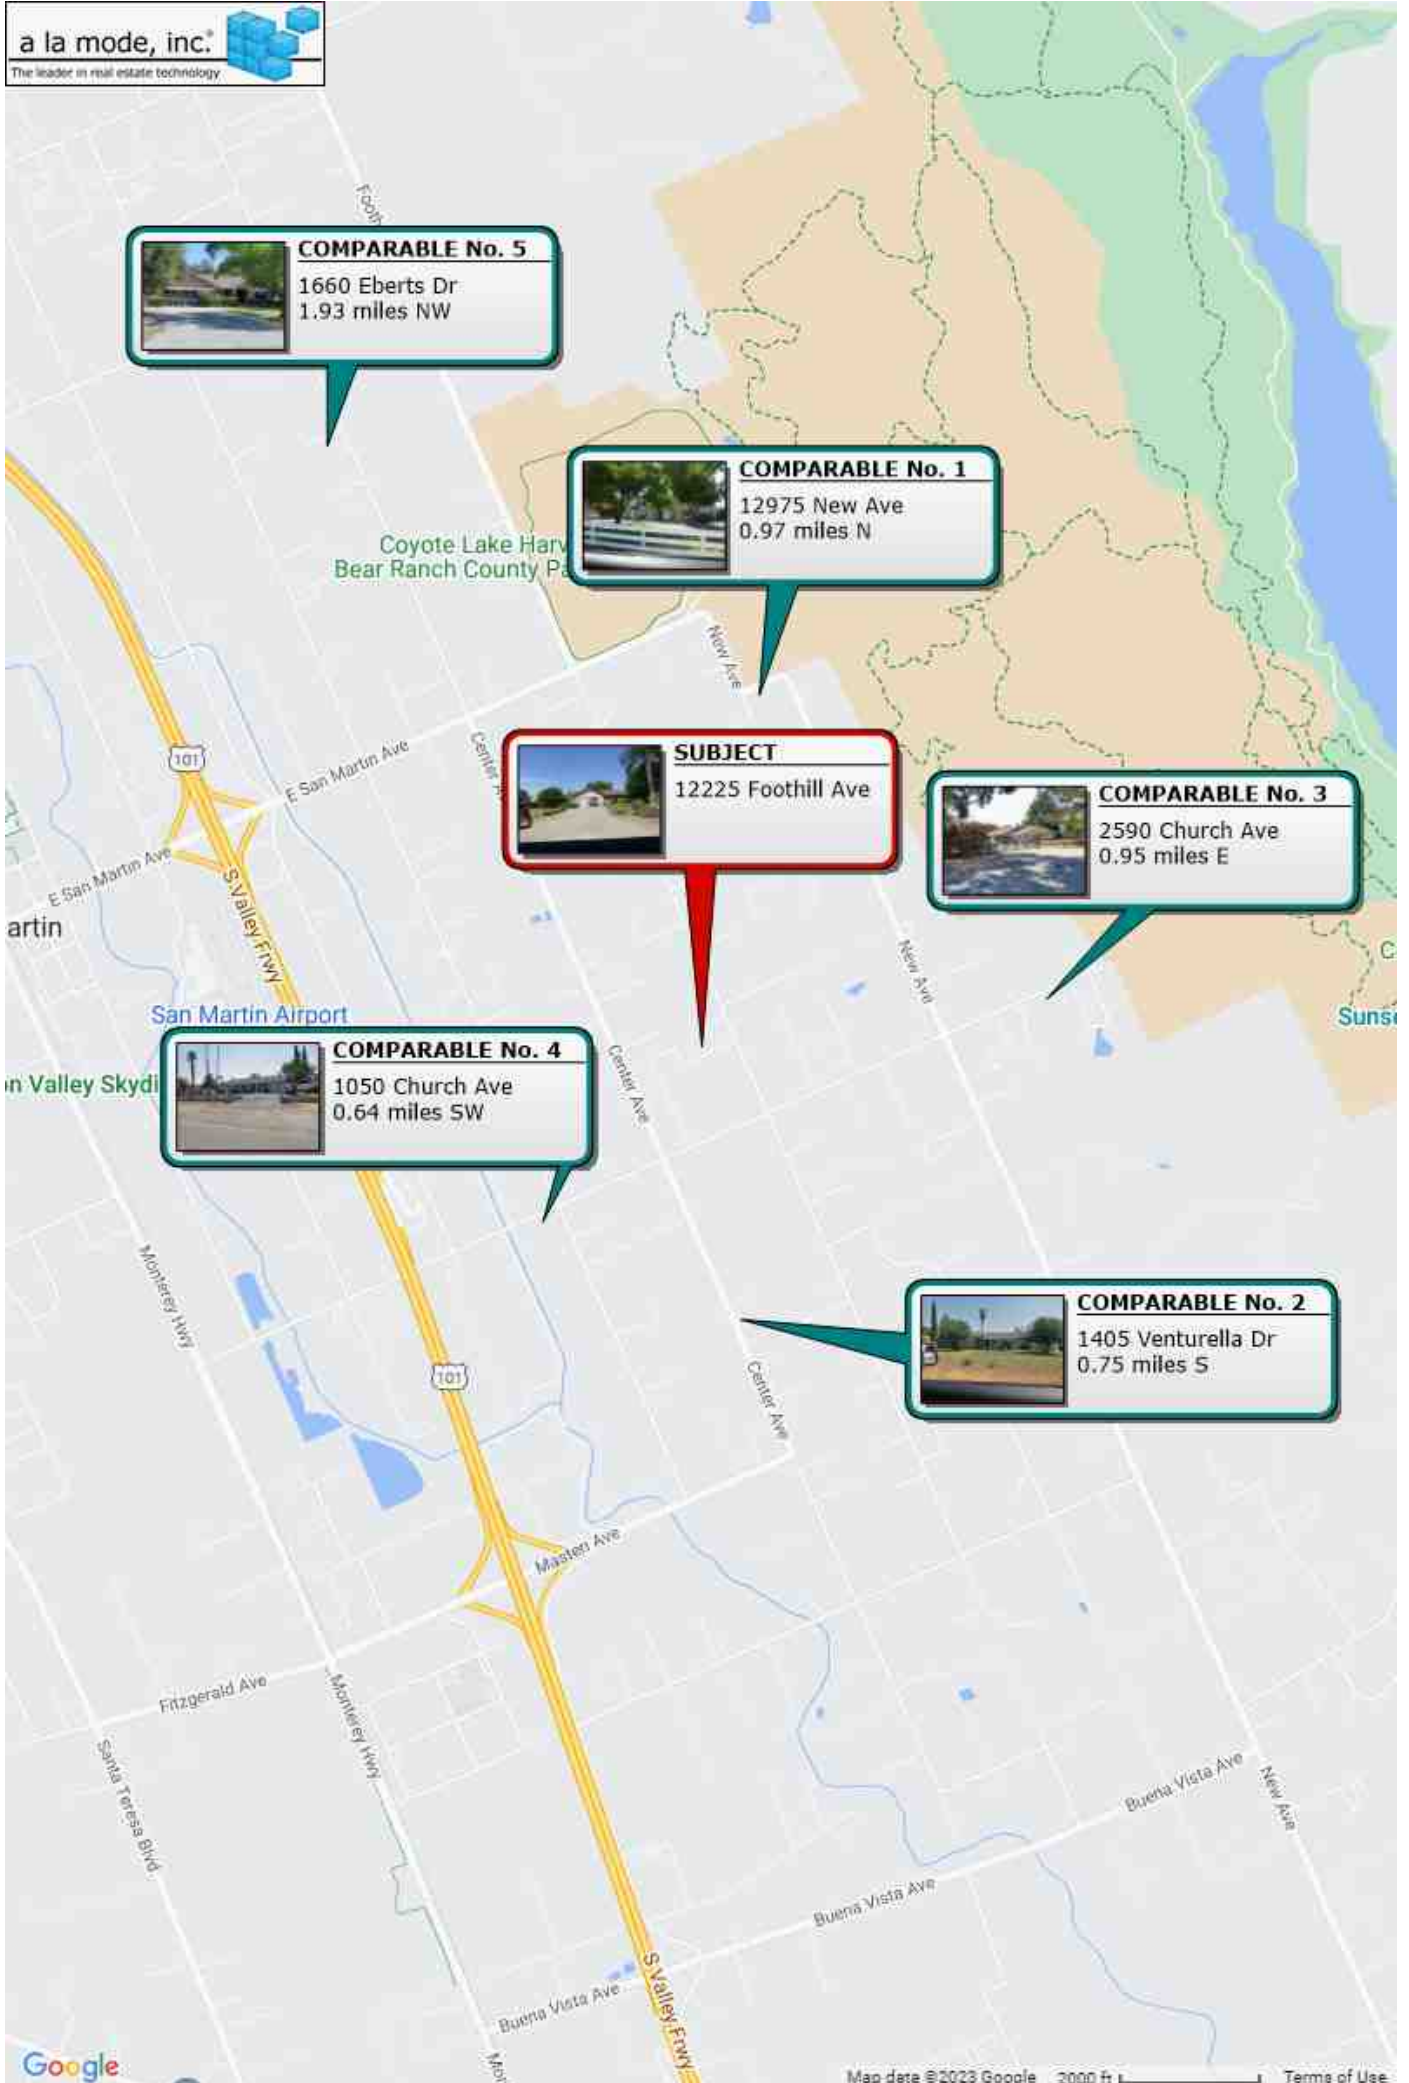 a la mode, inc.®
The leader in real estate technology
Footh
COMPARABLE No. 5
1660 Eberts Dr
1.93 miles NW
COMPARABLE No. 1
12975 New Ave
0.97 miles N
Coyote Lake Harv
Bear Ranch County Pa
New Ave
Center A
E San Martin Ave
101
SUBJECT
12225 Foothill Ave
COMPARABLE No. 3
2590 Church Ave
0.95 miles E
E San Martin Ave
S Valley Frwy
artin
New Ave
C
San Martin Airport
Sunse
COMPARABLE No. 4
1050 Church Ave
0.64 miles SW
Center Ave
n Valley Skydi
Monterey Hwy
COMPARABLE No. 2
1405 Venturella Dr
0.75 miles S
101
Center Ave
Masten Ave
Fitzgerald Ave
Monterey Hwy
Santa Teresa Blvd
Buena Vista Ave
New Ave
Buena Vista Ave
S Valley Frwy
Buena Vista Ave
Mor
Google
Map data ©2023 Google 2000 ft Terms of Use